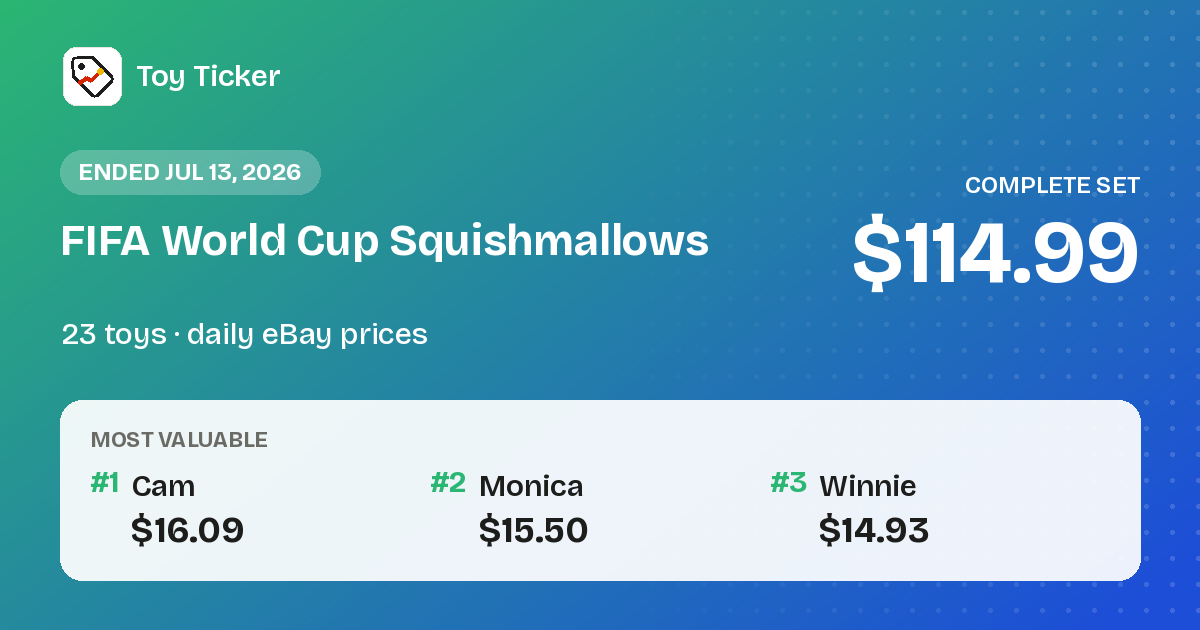 Toy Ticker
ENDED JUL 13, 2026
FIFA World Cup Squishmallows
23 toys · daily eBay prices
COMPLETE SET
$114.99
MOST VALUABLE
#1 Cam
$16.09
#2 Monica
$15.50
#3 Winnie
$14.93